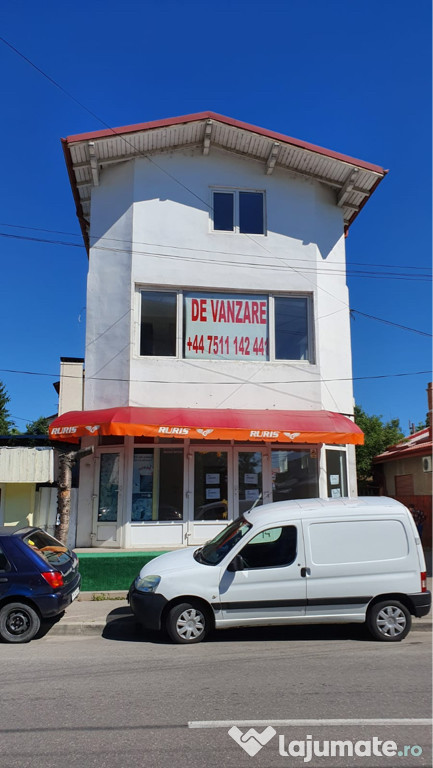 DE VANZARE
+44 7511 142 441
RURIS
RURIS
RURIS
lajumate.ro